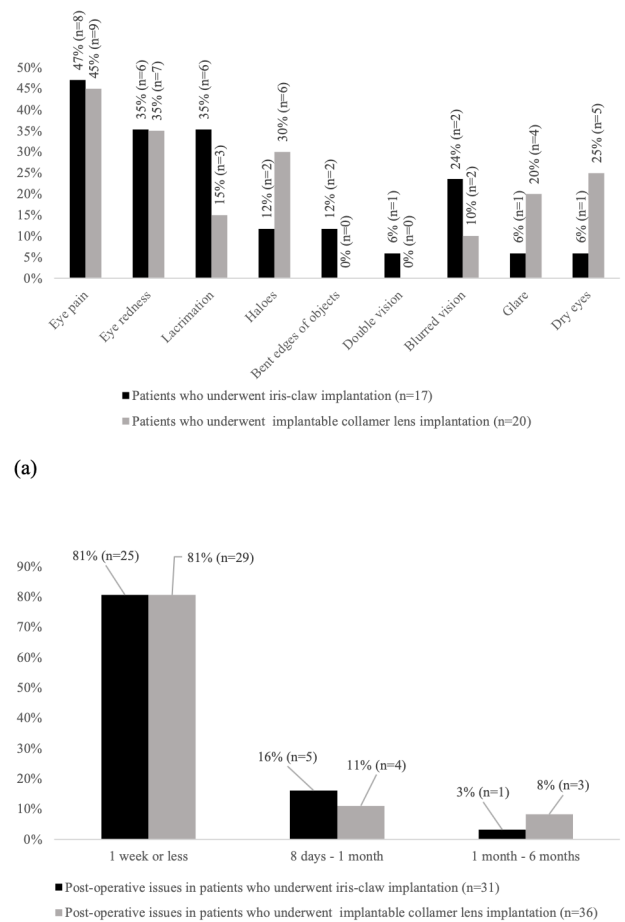 47% (n=8)
45% (n=9)
35% (n=6)
35% (n=7)
35% (n=6)
15% (n=3)
12% (n=2)
30% (n=6)
12% (n=2)
0% (n=0)
6% (n=1)
0% (n=0)
24% (n=2)
10% (n=2)
6% (n=1)
20% (n=4)
6% (n=1)
25% (n=5)
50%
45%
40%
35%
30%
25%
20%
15%
10%
5%
0%
Eye pain
Eye redness
Lacrimation
Haloes
Bent edges of objects
Double vision
Blurred vision
Glare
Dry eyes
Patients who underwent iris-claw implantation (n=17)
Patients who underwent implantable collamer lens implantation (n=20)
(a)
81% (n=25)
81% (n=29)
16% (n=5)
11% (n=4)
3% (n=1)
8% (n=3)
90%
80%
70%
60%
50%
40%
30%
20%
10%
0%
1 week or less
8 days - 1 month
1 month - 6 months
Post-operative issues in patients who underwent iris-claw implantation (n=31)
Post-operative issues in patients who underwent implantable collamer lens implantation (n=36)